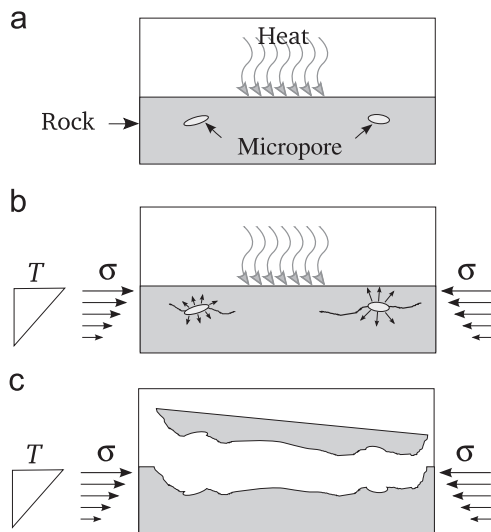 a
Heat
Rock
Micropore
b
T σ σ
c
T σ σ